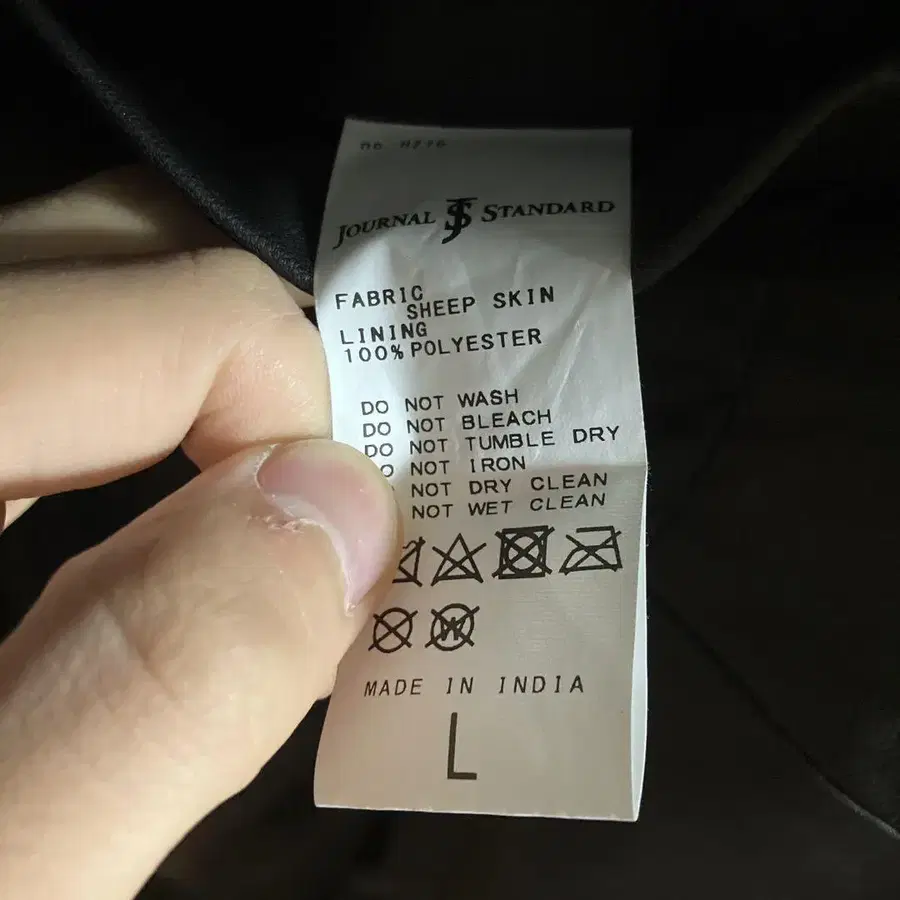 JOURNAL JS STANDARD
FABRIC
SHEEP SKIN
LINING
100% POLYESTER
DO NOT WASH
DO NOT BLEACH
DO NOT TUMBLE DRY
NOT IRON
NOT DRY CLEAN
NOT WET CLEAN
W
MADE IN INDIA
L